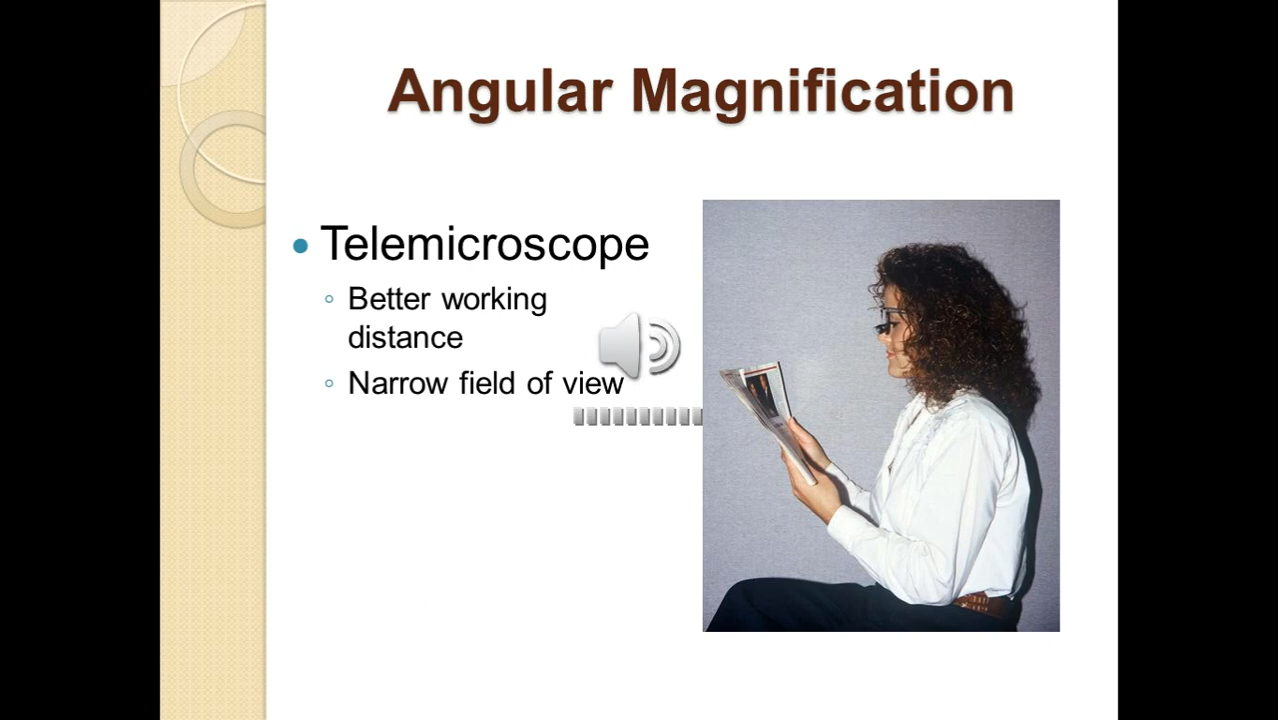 Angular Magnification
Telemicroscope
Better working
distance
Narrow field of view